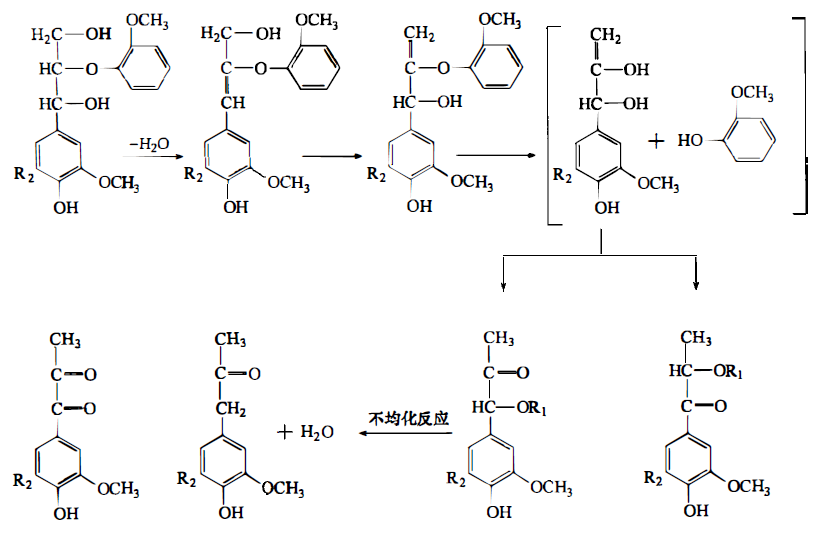 H₂C—OH OCH₃
HC—O
HC—OH
R₂ OCH₃
OH
–H₂O
H₂C—OH OCH₃
C—O
CH
R₂ OCH₃
OH
CH₂ OCH₃
C—O
HC—OH
R₂ OCH₃
OH
CH₂
C—OH
HC—OH
R₂ OCH₃
OH
+
OCH₃
HO
CH₃
C=O
C=O
R₂ OCH₃
OH
CH₃
C=O
CH₂
R₂ OCH₃
OH
+ H₂O
不均化反应
CH₃
C=O
HC—OR₁
R₂ OCH₃
OH
CH₃
HC—OR₁
C=O
R₂ OCH₃
OH